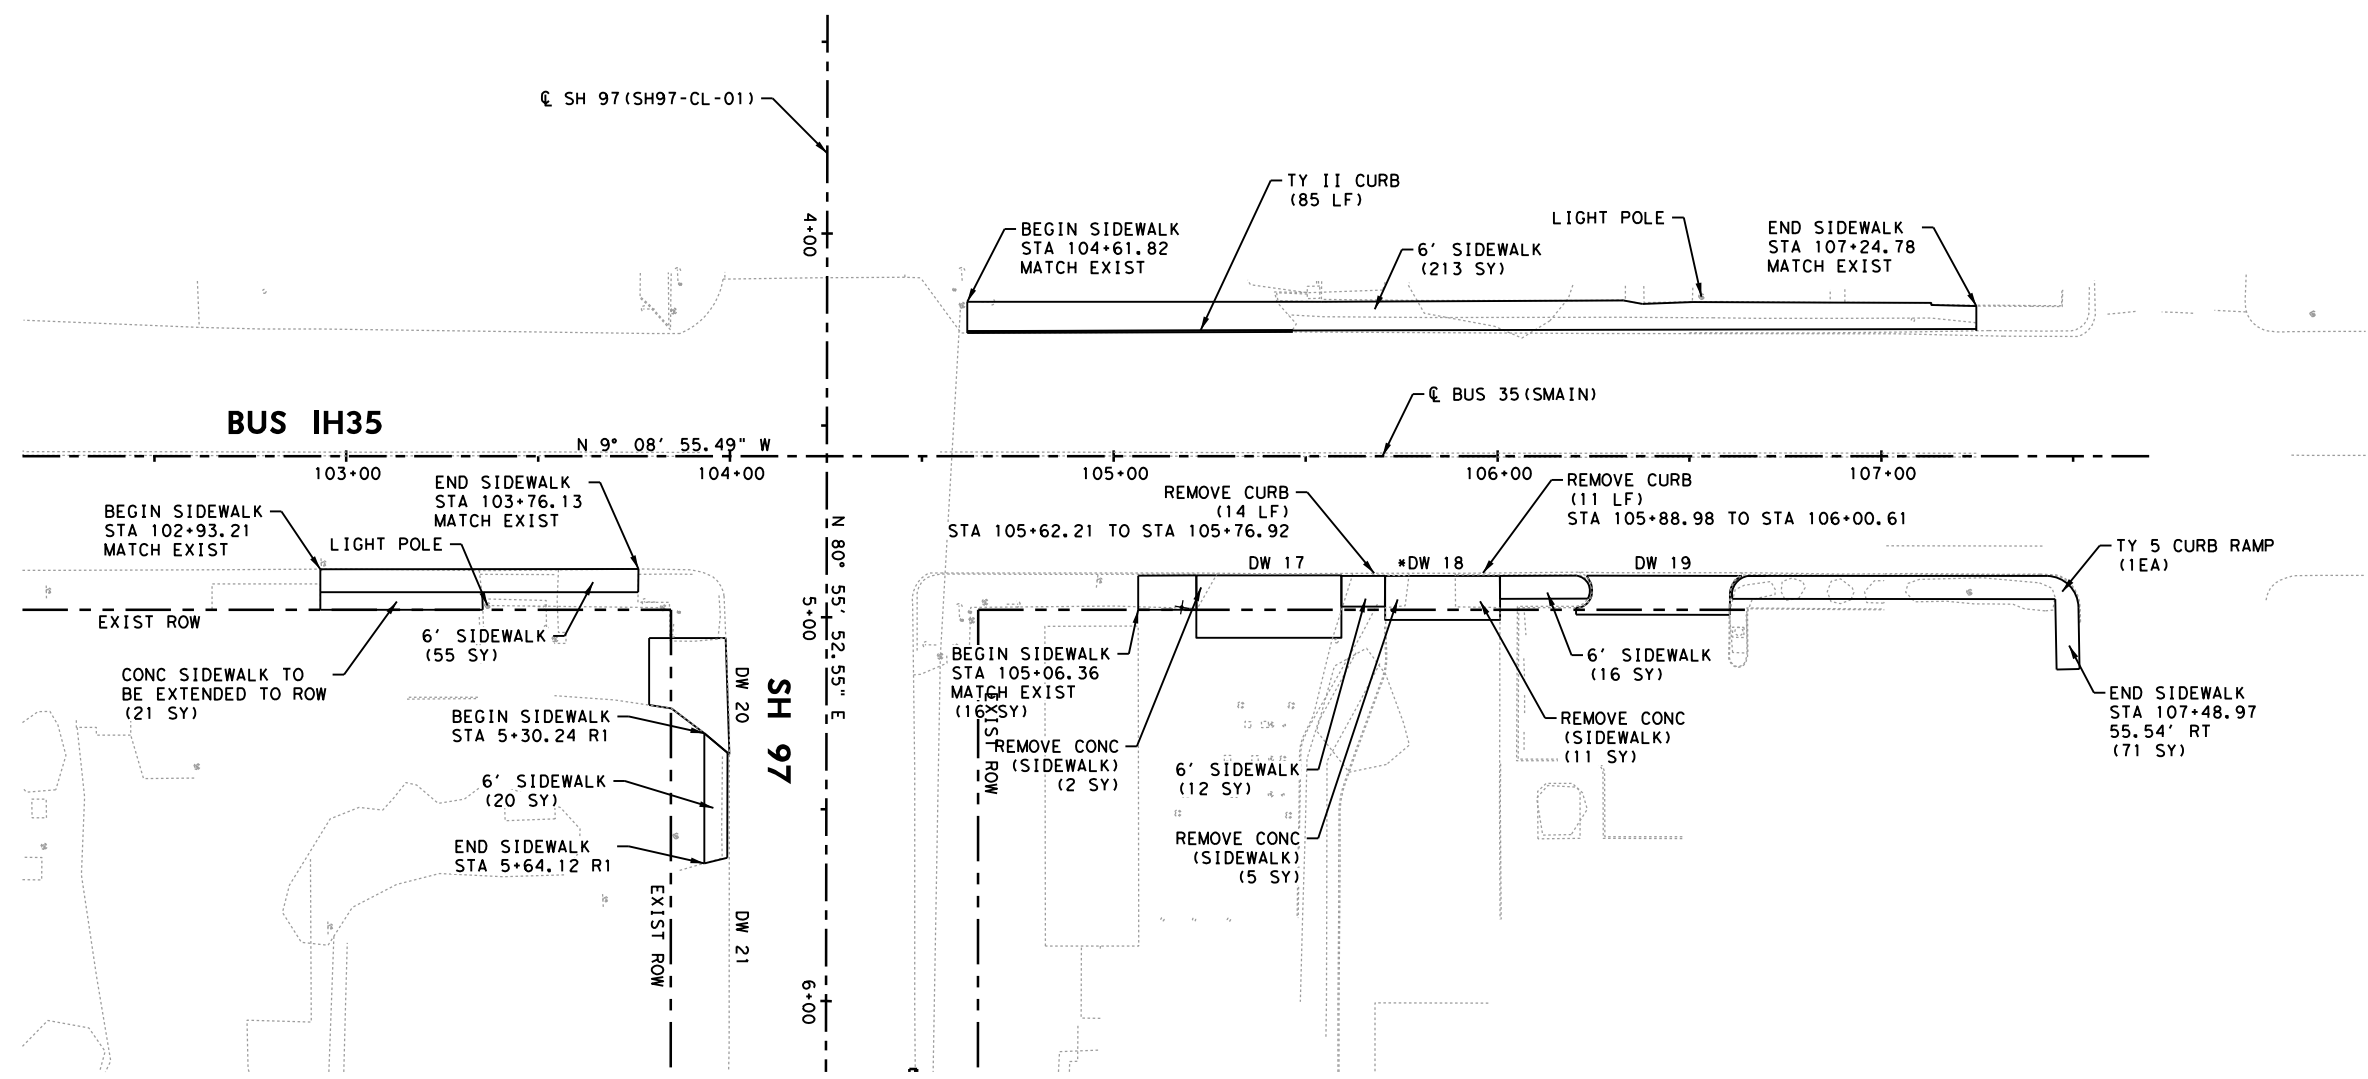 ℄ SH 97(SH97-CL-01)
4+00
TY II CURB
(85 LF)
BEGIN SIDEWALK
STA 104+61.82
MATCH EXIST
6' SIDEWALK
(213 SY)
LIGHT POLE
END SIDEWALK
STA 107+24.78
MATCH EXIST
℄ BUS 35(SMAIN)
BUS IH35
N 9° 08' 55.49" W
103+00
104+00
105+00
106+00
107+00
BEGIN SIDEWALK
STA 102+93.21
MATCH EXIST
END SIDEWALK
STA 103+76.13
MATCH EXIST
LIGHT POLE
EXIST ROW
6' SIDEWALK
(55 SY)
CONC SIDEWALK TO
BE EXTENDED TO ROW
(21 SY)
BEGIN SIDEWALK
STA 5+30.24 R1
6' SIDEWALK
(20 SY)
END SIDEWALK
STA 5+64.12 R1
EXIST ROW
DW 20
DW 21
SH 97
N 80° 55' 52.55" E
5+00
6+00
REMOVE CURB
(14 LF)
STA 105+62.21 TO STA 105+76.92
REMOVE CURB
(11 LF)
STA 105+88.98 TO STA 106+00.61
DW 17
*DW 18
DW 19
TY 5 CURB RAMP
(1EA)
BEGIN SIDEWALK
STA 105+06.36
MATCH EXIST
(16 SY)
EXIST ROW
REMOVE CONC
(SIDEWALK)
(2 SY)
6' SIDEWALK
(12 SY)
REMOVE CONC
(SIDEWALK)
(5 SY)
6' SIDEWALK
(16 SY)
REMOVE CONC
(SIDEWALK)
(11 SY)
END SIDEWALK
STA 107+48.97
55.54' RT
(71 SY)